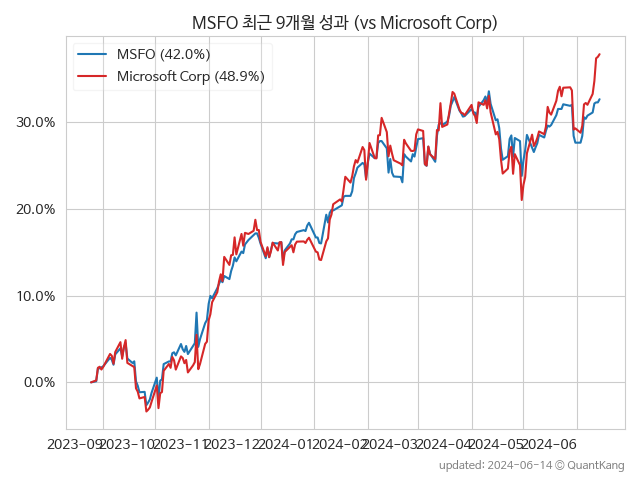 MSFO 최근 9개월 성과 (vs Microsoft Corp)
MSFO (42.0%)
Microsoft Corp (48.9%)
30.0%
20.0%
10.0%
0.0%
2023-09 2023-10 2023-11 2023-12 2024-01 2024-02 2024-03 2024-04 2024-05 2024-06
updated: 2024-06-14 © QuantKang